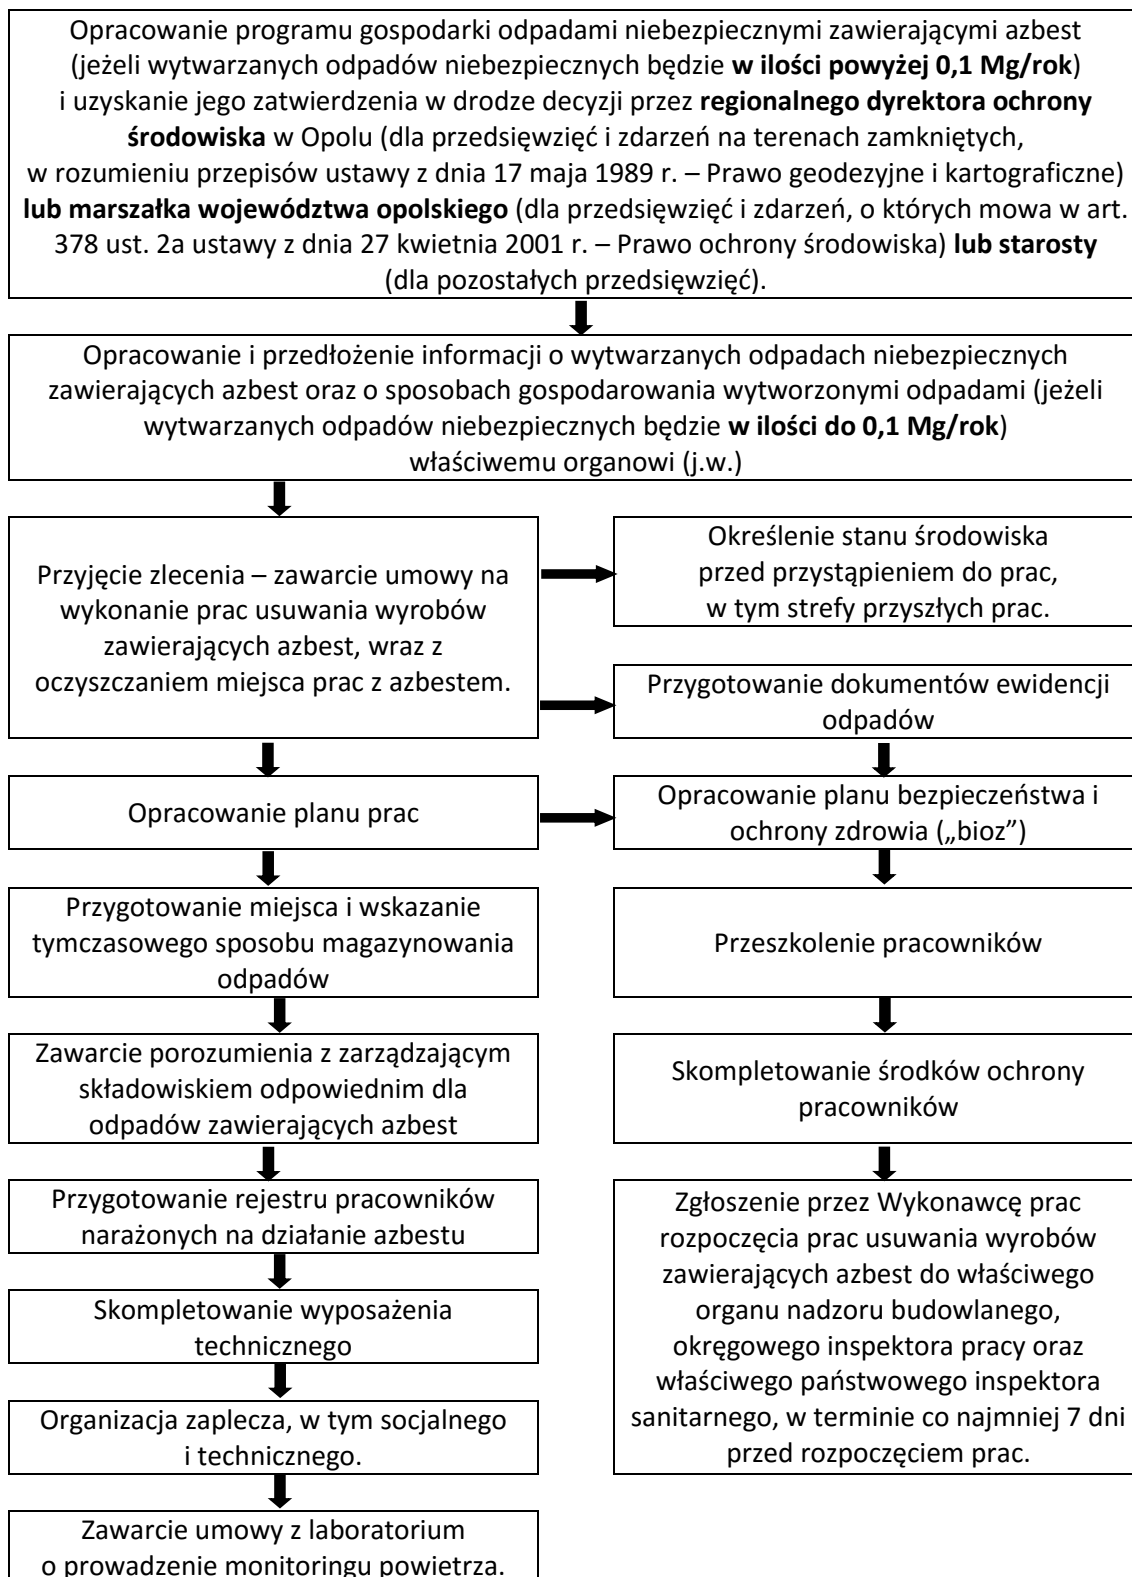 Opracowanie programu gospodarki odpadami niebezpiecznymi zawierającymi azbest
(jeżeli wytwarzanych odpadów niebezpiecznych będzie w ilości powyżej 0,1 Mg/rok)
i uzyskanie jego zatwierdzenia w drodze decyzji przez regionalnego dyrektora ochrony
środowiska w Opolu (dla przedsięwzięć i zdarzeń na terenach zamkniętych,
w rozumieniu przepisów ustawy z dnia 17 maja 1989 r. – Prawo geodezyjne i kartograficzne)
lub marszałka województwa opolskiego (dla przedsięwzięć i zdarzeń, o których mowa w art.
378 ust. 2a ustawy z dnia 27 kwietnia 2001 r. – Prawo ochrony środowiska) lub starosty
(dla pozostałych przedsięwzięć).
Opracowanie i przedłożenie informacji o wytwarzanych odpadach niebezpiecznych
zawierających azbest oraz o sposobach gospodarowania wytworzonymi odpadami (jeżeli
wytwarzanych odpadów niebezpiecznych będzie w ilości do 0,1 Mg/rok)
właściwemu organowi (j.w.)
Przyjęcie zlecenia – zawarcie umowy na
wykonanie prac usuwania wyrobów
zawierających azbest, wraz z
oczyszczaniem miejsca prac z azbestem.
Określenie stanu środowiska
przed przystąpieniem do prac,
w tym strefy przyszłych prac.
Przygotowanie dokumentów ewidencji
odpadów
Opracowanie planu prac
Opracowanie planu bezpieczeństwa i
ochrony zdrowia („bioz”)
Przygotowanie miejsca i wskazanie
tymczasowego sposobu magazynowania
odpadów
Przeszkolenie pracowników
Zawarcie porozumienia z zarządzającym
składowiskiem odpowiednim dla
odpadów zawierających azbest
Skompletowanie środków ochrony
pracowników
Przygotowanie rejestru pracowników
narażonych na działanie azbestu
Zgłoszenie przez Wykonawcę prac
rozpoczęcia prac usuwania wyrobów
zawierających azbest do właściwego
organu nadzoru budowlanego,
okręgowego inspektora pracy oraz
właściwego państwowego inspektora
sanitarnego, w terminie co najmniej 7 dni
przed rozpoczęciem prac.
Skompletowanie wyposażenia
technicznego
Organizacja zaplecza, w tym socjalnego
i technicznego.
Zawarcie umowy z laboratorium
o prowadzenie monitoringu powietrza.